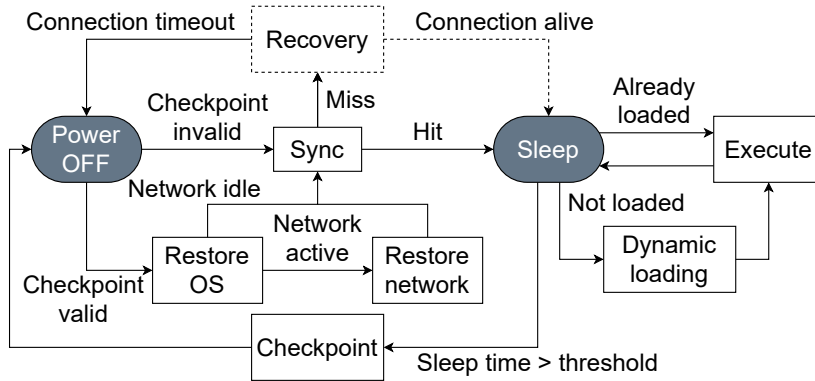 Connection timeout
Recovery
Connection alive
Miss
Checkpoint
invalid
Already
loaded
Power
OFF
Sync
Hit
Sleep
Execute
Network idle
Not loaded
Network
active
Restore
OS
Restore
network
Dynamic
loading
Checkpoint
valid
Checkpoint
Sleep time > threshold